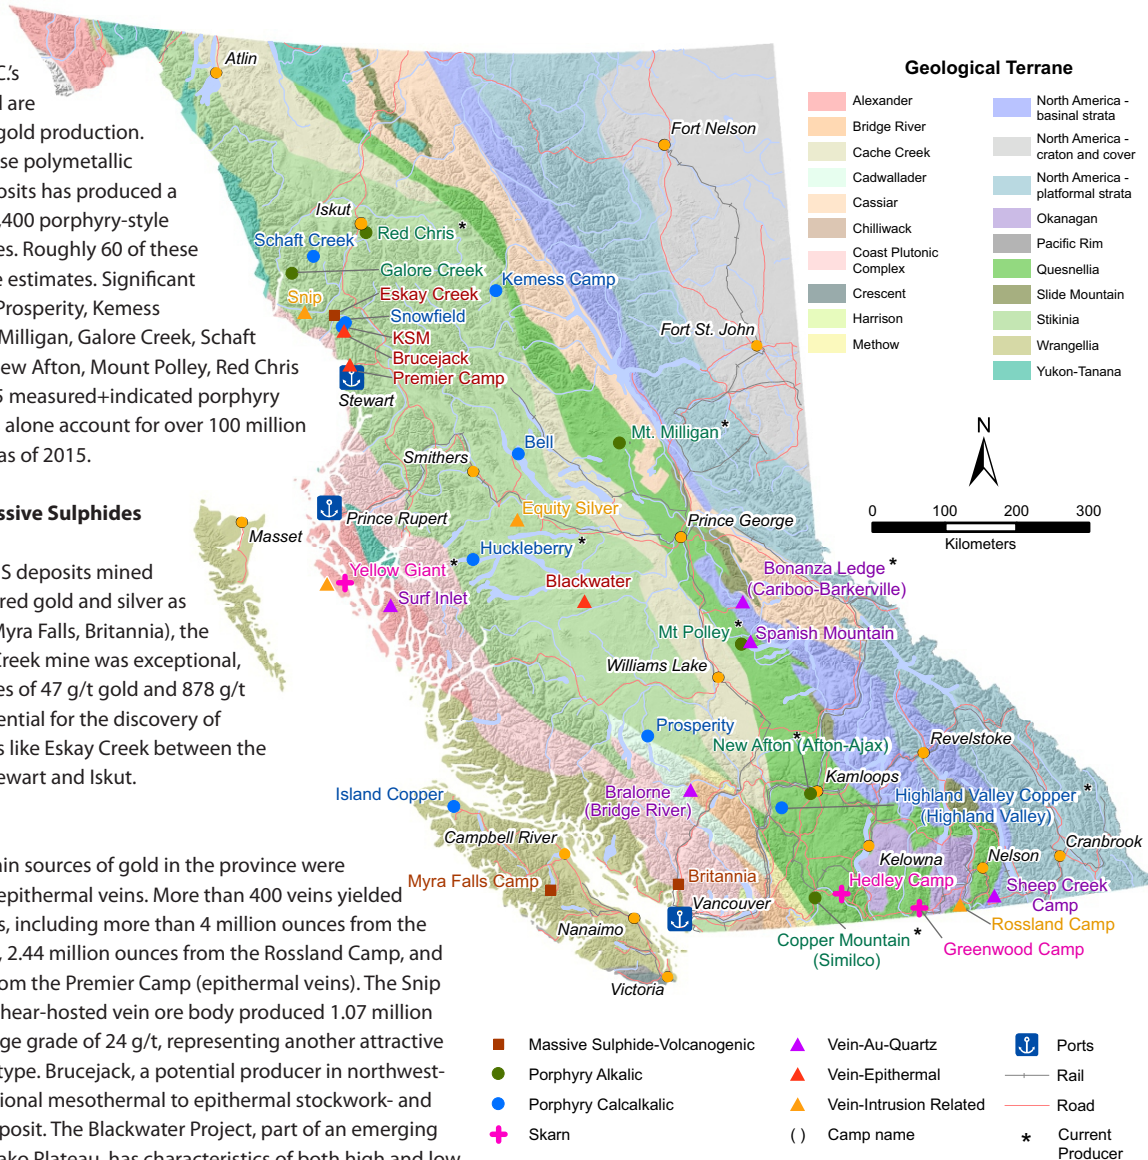 C.'s
d are
gold production.
se polymetallic
osits has produced a
,400 porphyry-style
es. Roughly 60 of these
e estimates. Significant
Prosperity, Kemess
Milligan, Galore Creek, Schaft
ew Afton, Mount Polley, Red Chris
5 measured+indicated porphyry
alone account for over 100 million
as of 2015.
ssive Sulphides
S deposits mined
red gold and silver as
Myra Falls, Britannia), the
Creek mine was exceptional,
es of 47 g/t gold and 878 g/t
ential for the discovery of
s like Eskay Creek between the
tewart and Iskut.
ain sources of gold in the province were
epithermal veins. More than 400 veins yielded
s, including more than 4 million ounces from the
, 2.44 million ounces from the Rossland Camp, and
om the Premier Camp (epithermal veins). The Snip
shear-hosted vein ore body produced 1.07 million
ge grade of 24 g/t, representing another attractive
type. Brucejack, a potential producer in northwest-
ional mesothermal to epithermal stockwork- and
eposit. The Blackwater Project, part of an emerging
ako Plateau, has characteristics of both high and low
Atlin
Fort Nelson
Iskut
Red Chris *
Schaft Creek
Galore Creek
Kemess Camp
Snip
Eskay Creek
Snowfield
KSM
Brucejack
Premier Camp
Stewart
Fort St. John
Mt. Milligan *
Bell
Smithers
Equity Silver
Prince George
Masset
Prince Rupert
Huckleberry *
Yellow Giant *
Surf Inlet
Blackwater
Bonanza Ledge *
(Cariboo-Barkerville)
Mt Polley *
Spanish Mountain
Williams Lake
Prosperity
New Afton (Afton-Ajax) *
Revelstoke
Kamloops
Island Copper
Bralorne
(Bridge River)
Highland Valley Copper *
(Highland Valley)
Campbell River
Cranbrook
Kelowna
Nelson
Myra Falls Camp
Britannia
Hedley Camp
Sheep Creek
Camp
Vancouver
Rossland Camp
Nanaimo
Copper Mountain *
(Similco)
Greenwood Camp
Victoria
Geological Terrane
Alexander
Bridge River
Cache Creek
Cadwallader
Cassiar
Chilliwack
Coast Plutonic
Complex
Crescent
Harrison
Methow
North America -
basinal strata
North America -
craton and cover
North America -
platformal strata
Okanagan
Pacific Rim
Quesnellia
Slide Mountain
Stikinia
Wrangellia
Yukon-Tanana
N
0 100 200 300
Kilometers
Massive Sulphide-Volcanogenic
Porphyry Alkalic
Porphyry Calcalkalic
Skarn
Vein-Au-Quartz
Vein-Epithermal
Vein-Intrusion Related
( ) Camp name
Ports
Rail
Road
* Current
Producer